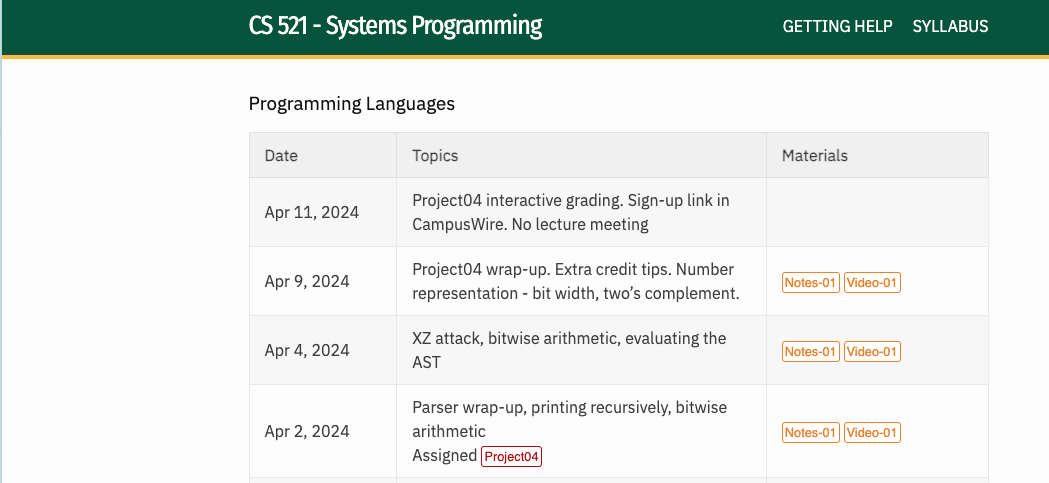 CS 521 - Systems Programming
GETTING HELP
SYLLABUS
Programming Languages
Date
Topics
Materials
Apr 11, 2024
Project04 interactive grading. Sign-up link in
CampusWire. No lecture meeting
Apr 9, 2024
Project04 wrap-up. Extra credit tips. Number
representation - bit width, two’s complement.
Notes-01 Video-01
Apr 4, 2024
XZ attack, bitwise arithmetic, evaluating the
AST
Notes-01 Video-01
Apr 2, 2024
Parser wrap-up, printing recursively, bitwise
arithmetic
Assigned Project04
Notes-01 Video-01